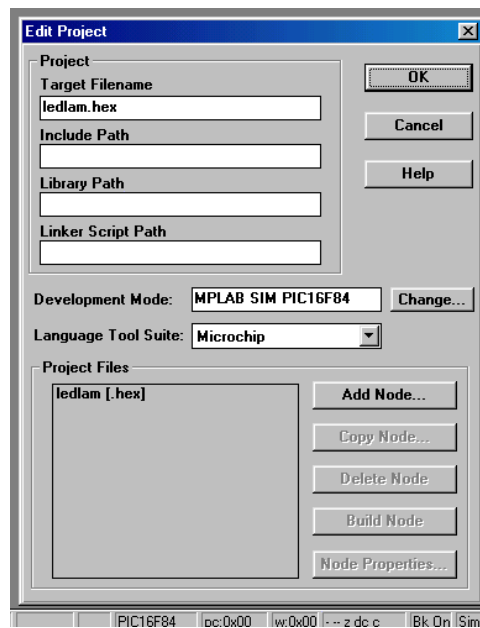 Edit Project
Project
Target Filename
ledlam.hex
Include Path
Library Path
Linker Script Path
OK
Cancel
Help
Development Mode: MPLAB SIM PIC16F84 Change...
Language Tool Suite: Microchip
Project Files
ledlam [.hex]
Add Node...
Copy Node...
Delete Node
Build Node
Node Properties...
PIC16F84 pc:0x00 w:0x00 - -- z dc c Bk On Sim